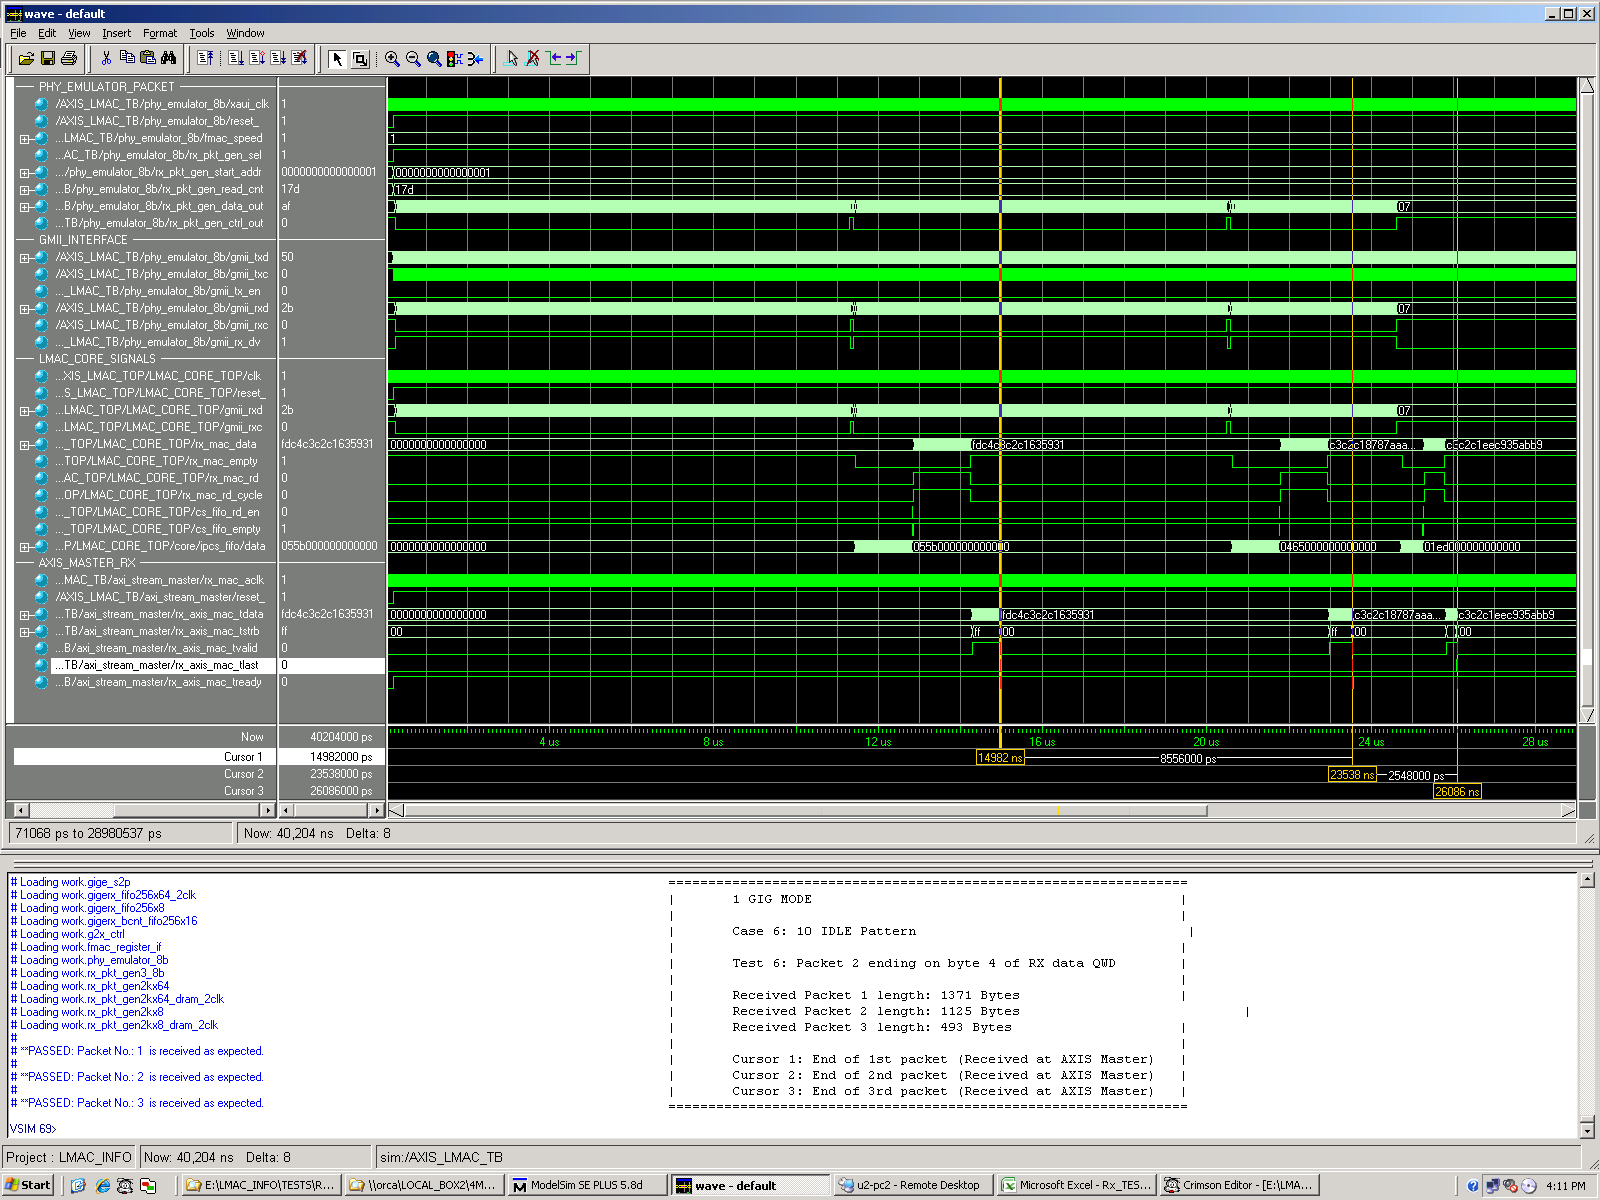 wave - default
File Edit View Insert Format Tools Window
PHY_EMULATOR_PACKET
/AXIS_LMAC_TB/phy_emulator_8b/xaui_clk 1
/AXIS_LMAC_TB/phy_emulator_8b/reset_ 1
...LMAC_TB/phy_emulator_8b/fmac_speed 1 1
...AC_TB/phy_emulator_8b/rx_pkt_gen_sel 1
.../phy_emulator_8b/rx_pkt_gen_start_addr 0000000000000001 0000000000000001
...B/phy_emulator_8b/rx_pkt_gen_read_cnt 17d 17d
...B/phy_emulator_8b/rx_pkt_gen_data_out af 07
...TB/phy_emulator_8b/rx_pkt_gen_ctrl_out 0
GMII_INTERFACE
/AXIS_LMAC_TB/phy_emulator_8b/gmii_txd 50
/AXIS_LMAC_TB/phy_emulator_8b/gmii_txc 0
..._LMAC_TB/phy_emulator_8b/gmii_tx_en 0
/AXIS_LMAC_TB/phy_emulator_8b/gmii_rxd 2b 07
/AXIS_LMAC_TB/phy_emulator_8b/gmii_rxc 0
..._LMAC_TB/phy_emulator_8b/gmii_rx_dv 1
LMAC_CORE_SIGNALS
...XIS_LMAC_TOP/LMAC_CORE_TOP/clk 1
...S_LMAC_TOP/LMAC_CORE_TOP/reset_ 1
...LMAC_TOP/LMAC_CORE_TOP/gmii_rxd 2b 07
...LMAC_TOP/LMAC_CORE_TOP/gmii_rxc 0
..._TOP/LMAC_CORE_TOP/rx_mac_data fdc4c3c2c1635931 0000000000000000 fdc4c3c2c1635931 c3c2c18787aaa... c3c2c1eec935abb9
...TOP/LMAC_CORE_TOP/rx_mac_empty 1
...AC_TOP/LMAC_CORE_TOP/rx_mac_rd 0
...OP/LMAC_CORE_TOP/rx_mac_rd_cycle 0
..._TOP/LMAC_CORE_TOP/cs_fifo_rd_en 0
..._TOP/LMAC_CORE_TOP/cs_fifo_empty 1
...P/LMAC_CORE_TOP/core/ipcs_fifo/data 055b000000000000 0000000000000000 055b000000000000 0465000000000000 01ed000000000000
AXIS_MASTER_RX
...MAC_TB/axi_stream_master/rx_mac_aclk 1
/AXIS_LMAC_TB/axi_stream_master/reset_ 1
...TB/axi_stream_master/rx_axis_mac_tdata fdc4c3c2c1635931 0000000000000000 fdc4c3c2c1635931 c3c2c18787aaa... c3c2c1eec935abb9
...TB/axi_stream_master/rx_axis_mac_tstrb ff 00 ff 00 ff 00 00
...B/axi_stream_master/rx_axis_mac_tvalid 0
...TB/axi_stream_master/rx_axis_mac_tlast 0
...B/axi_stream_master/rx_axis_mac_tready 0
Now 40204000 ps 4 us 8 us 12 us 16 us 20 us 24 us 28 us
Cursor 1 14982000 ps 14982 ns 8556000 ps
Cursor 2 23538000 ps 23538 ns 2548000 ps
Cursor 3 26086000 ps 26086 ns
71068 ps to 28980537 ps Now: 40,204 ns Delta: 8
# Loading work.gige_s2p
# Loading work.gigerx_fifo256x64_2clk
# Loading work.gigerx_fifo256x8
# Loading work.gigerx_bcnt_fifo256x16
# Loading work.g2x_ctrl
# Loading work.fmac_register_if
# Loading work.phy_emulator_8b
# Loading work.rx_pkt_gen3_8b
# Loading work.rx_pkt_gen2kx64
# Loading work.rx_pkt_gen2kx64_dram_2clk
# Loading work.rx_pkt_gen2kx8
# Loading work.rx_pkt_gen2kx8_dram_2clk
#
# **PASSED: Packet No.: 1 is received as expected.
#
# **PASSED: Packet No.: 2 is received as expected.
#
# **PASSED: Packet No.: 3 is received as expected.
VSIM 69>
=================================================================
| 1 GIG MODE |
| |
| Case 6: 10 IDLE Pattern |
| |
| Test 6: Packet 2 ending on byte 4 of RX data QWD |
| |
| Received Packet 1 length: 1371 Bytes |
| Received Packet 2 length: 1125 Bytes |
| Received Packet 3 length: 493 Bytes |
| |
| Cursor 1: End of 1st packet (Received at AXIS Master) |
| Cursor 2: End of 2nd packet (Received at AXIS Master) |
| Cursor 3: End of 3rd packet (Received at AXIS Master) |
=================================================================
Project : LMAC_INFO Now: 40,204 ns Delta: 8 sim:/AXIS_LMAC_TB
Start E:\LMAC_INFO\TESTS\R... \\orca\LOCAL_BOX2\4M... ModelSim SE PLUS 5.8d wave - default u2-pc2 - Remote Desktop Microsoft Excel - Rx_TES... Crimson Editor - [E:\LMA... 4:11 PM